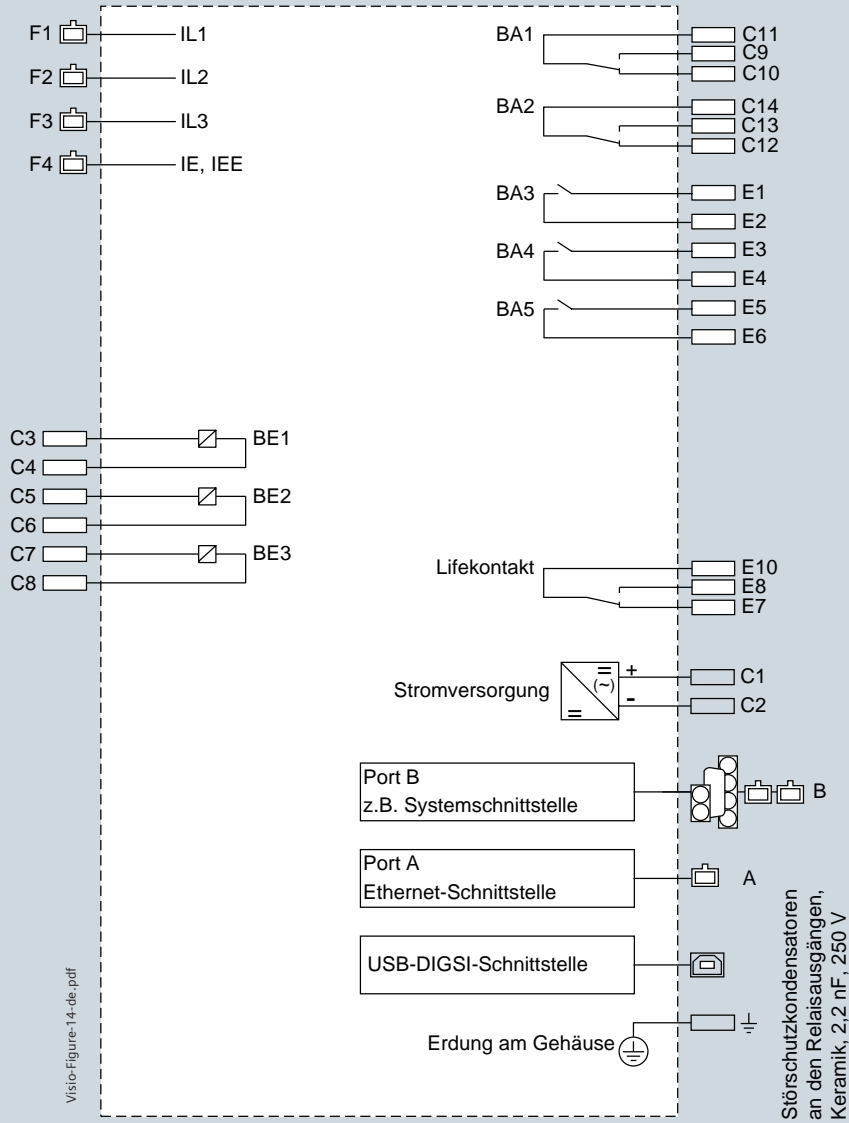 F1 IL1
F2 IL2
F3 IL3
F4 IE, IEE
BA1 C11
C9
C10
BA2 C14
C13
C12
BA3 E1
E2
BA4 E3
E4
BA5 E5
E6
C3 BE1
C4
C5 BE2
C6
C7 BE3
C8
Lifekontakt E10
E8
E7
Stromversorgung = (~) = + - C1
C2
Port B
z.B. Systemschnittstelle
B
Port A
Ethernet-Schnittstelle
A
USB-DIGSI-Schnittstelle
Erdung am Gehäuse
Störschutzkondensatoren
an den Relaisausgängen,
Keramik, 2,2 nF, 250 V
Visio-Figure-14-de.pdf